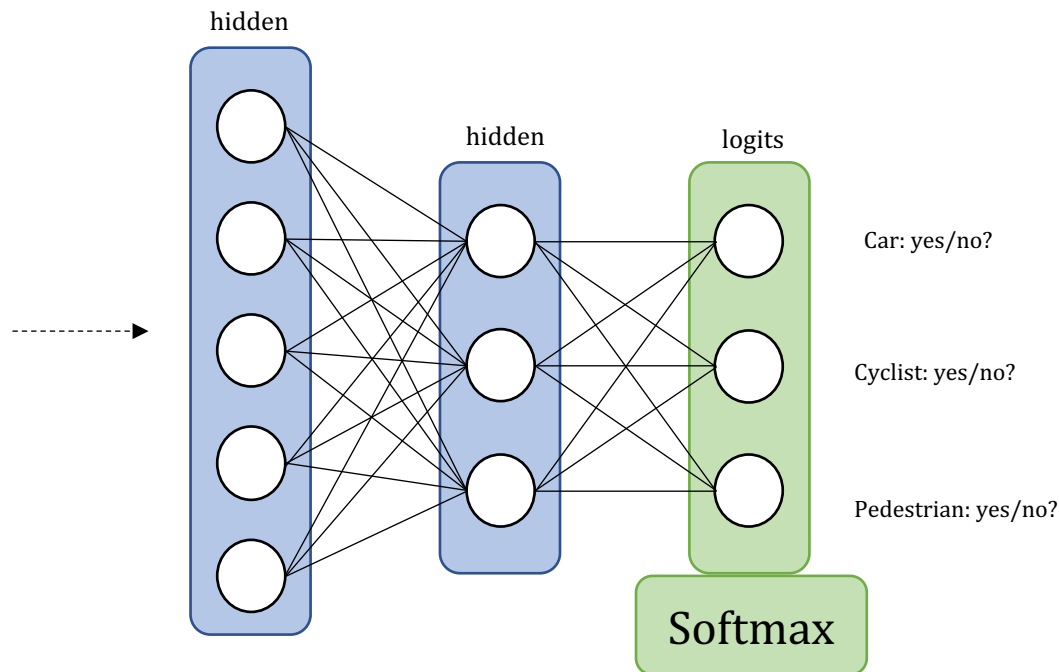 hidden
hidden
logits
Car: yes/no?
Cyclist: yes/no?
Pedestrian: yes/no?
Softmax